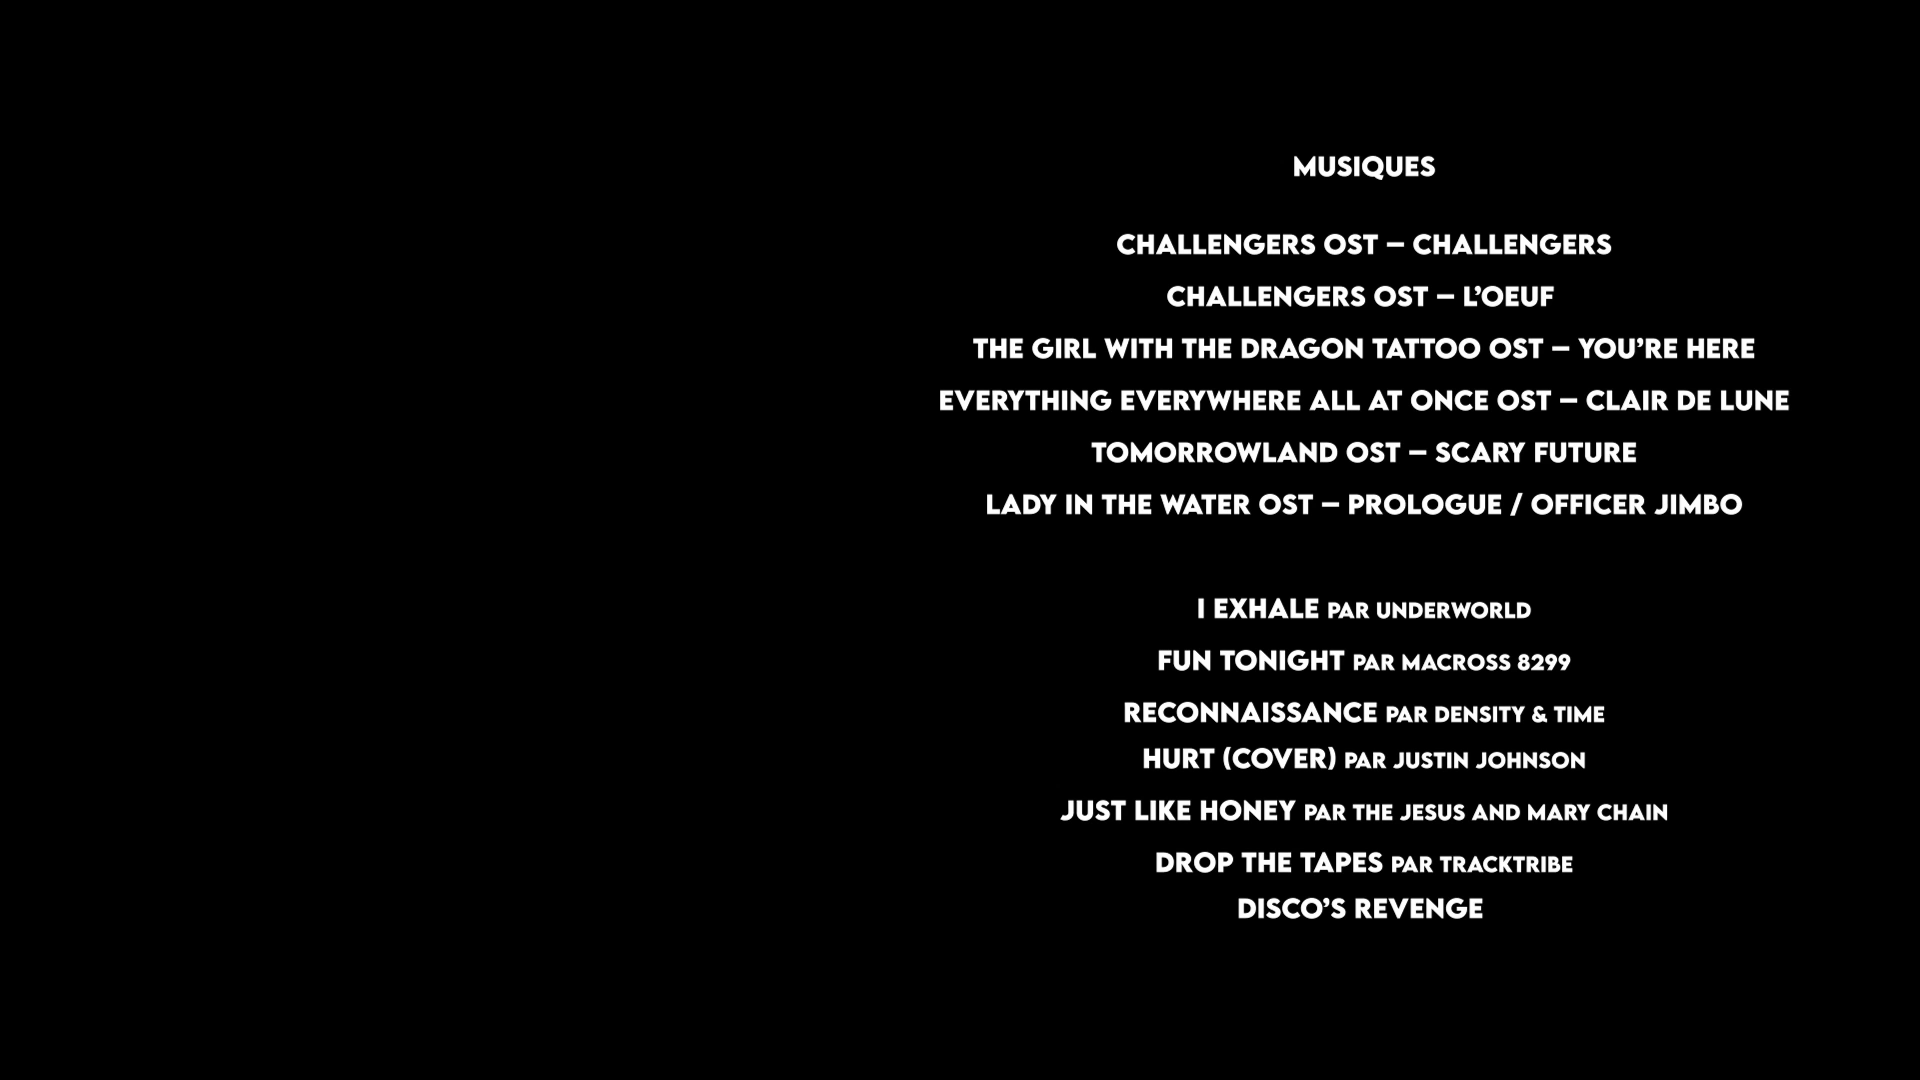 MUSIQUES
CHALLENGERS OST – CHALLENGERS
CHALLENGERS OST – L’OEUF
THE GIRL WITH THE DRAGON TATTOO OST – YOU’RE HERE
EVERYTHING EVERYWHERE ALL AT ONCE OST – CLAIR DE LUNE
TOMORROWLAND OST – SCARY FUTURE
LADY IN THE WATER OST – PROLOGUE / OFFICER JIMBO
I EXHALE PAR UNDERWORLD
FUN TONIGHT PAR MACROSS 8299
RECONNAISSANCE PAR DENSITY & TIME
HURT (COVER) PAR JUSTIN JOHNSON
JUST LIKE HONEY PAR THE JESUS AND MARY CHAIN
DROP THE TAPES PAR TRACKTRIBE
DISCO’S REVENGE